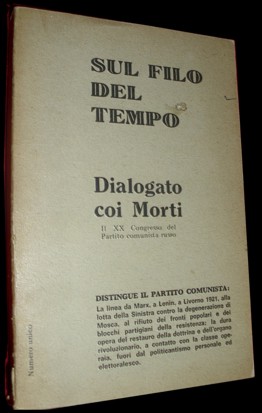 SUL FILO
DEL
TEMPO
Dialogato
coi Morti
Il XX Congresso del
Partito comunista russo
DISTINGUE IL PARTITO COMUNISTA:
La linea da Marx, a Lenin, a Livorno 1921, alla
lotta della Sinistra contro la degenerazione di
Mosca, al rifiuto dei fronti popolari e dei
blocchi partigiani della resistenza; la dura
opera del restauro della dottrina e dell'organo
rivoluzionario, a contatto con la classe ope-
raia, fuori dal politicantismo personale ed
elettoralesco.
Numero unico